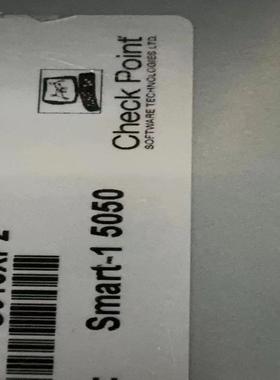 Check Point
SOFTWARE TECHNOLOGIES LTD.
Smart-1 5050